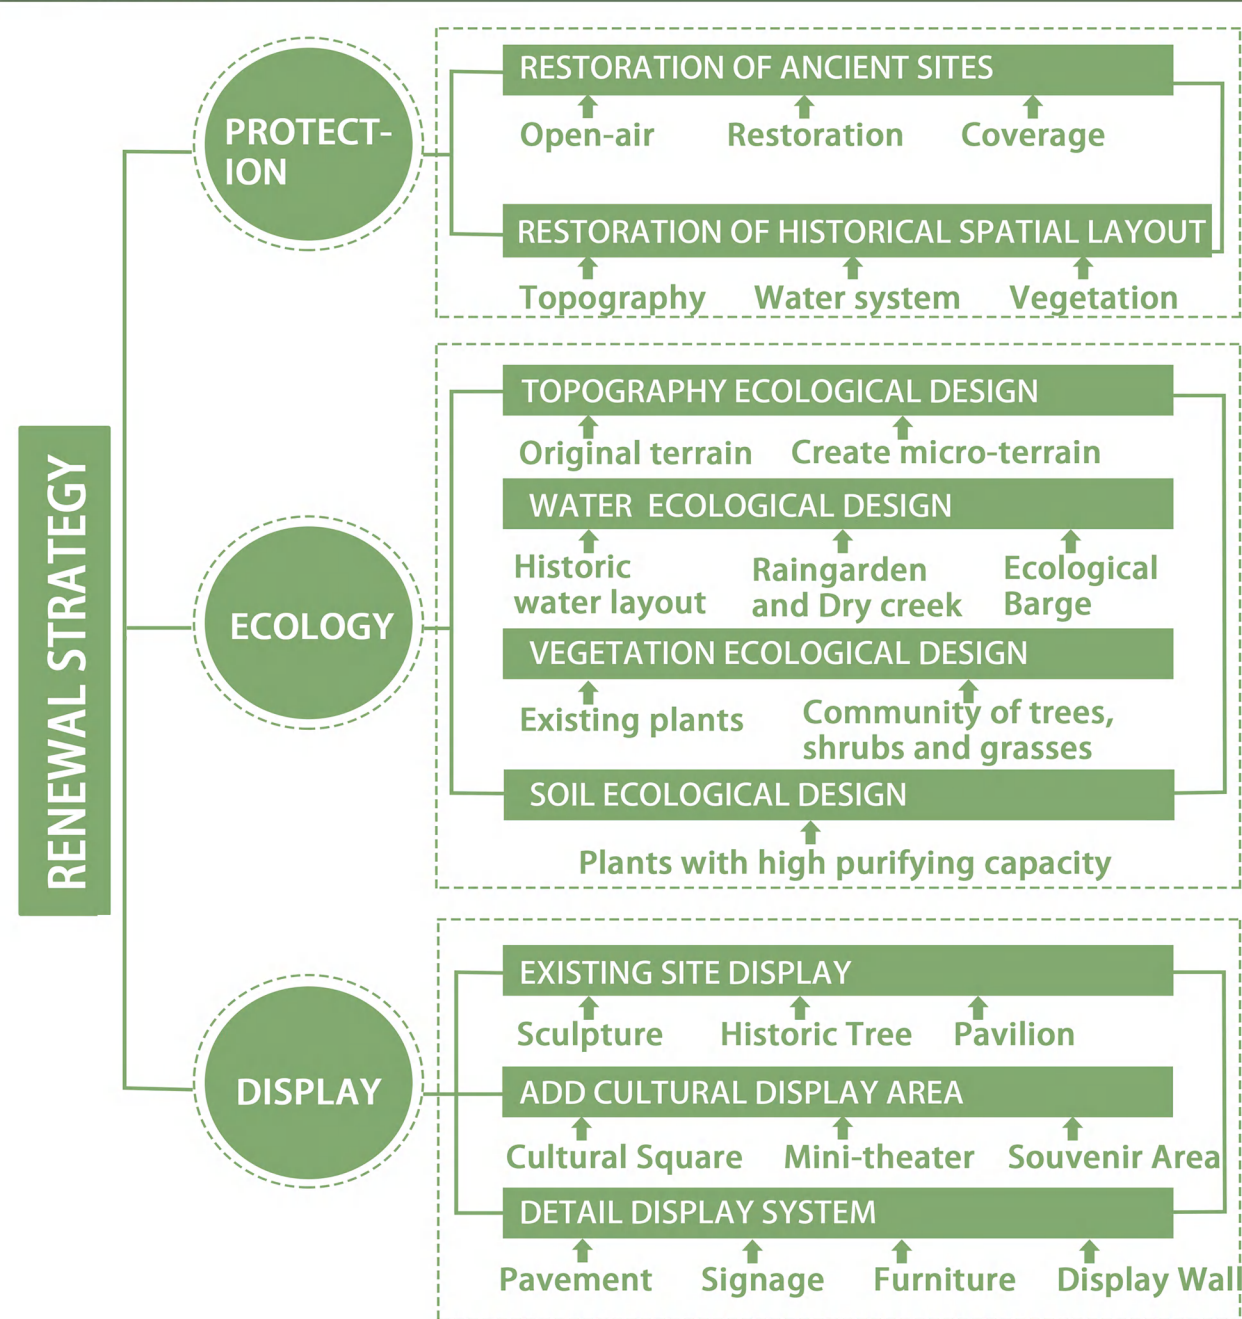 RENEWAL STRATEGY
PROTECT-
ION
RESTORATION OF ANCIENT SITES
Open-air Restoration Coverage
RESTORATION OF HISTORICAL SPATIAL LAYOUT
Topography Water system Vegetation
ECOLOGY
TOPOGRAPHY ECOLOGICAL DESIGN
Original terrain Create micro-terrain
WATER ECOLOGICAL DESIGN
Historic
water layout
Raingarden
and Dry creek
Ecological
Barge
VEGETATION ECOLOGICAL DESIGN
Existing plants
Community of trees,
shrubs and grasses
SOIL ECOLOGICAL DESIGN
Plants with high purifying capacity
DISPLAY
EXISTING SITE DISPLAY
Sculpture Historic Tree Pavilion
ADD CULTURAL DISPLAY AREA
Cultural Square Mini-theater Souvenir Area
DETAIL DISPLAY SYSTEM
Pavement Signage Furniture Display Wall